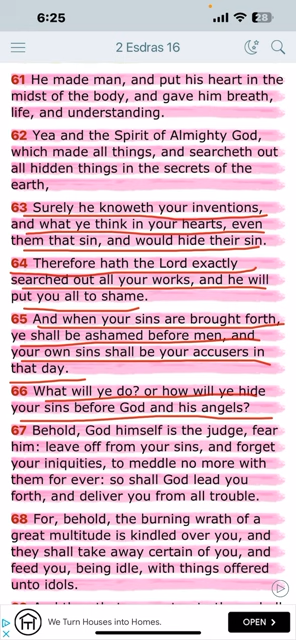 6:25
28
2 Esdras 16
61 He made man, and put his heart in the
midst of the body, and gave him breath,
life, and understanding.
62 Yea and the Spirit of Almighty God,
which made all things, and searcheth out
all hidden things in the secrets of the
earth,
63 Surely he knoweth your inventions,
and what ye think in your hearts, even
them that sin, and would hide their sin.
64 Therefore hath the Lord exactly
searched out all your works, and he will
put you all to shame.
65 And when your sins are brought forth,
ye shall be ashamed before men, and
your own sins shall be your accusers in
that day.
66 What will ye do? or how will ye hide
your sins before God and his angels?
67 Behold, God himself is the judge, fear
him: leave off from your sins, and forget
your iniquities, to meddle no more with
them for ever: so shall God lead you
forth, and deliver you from all trouble.
68 For, behold, the burning wrath of a
great multitude is kindled over you, and
they shall take away certain of you, and
feed you, being idle, with things offered
unto idols.
We Turn Houses into Homes.
OPEN >